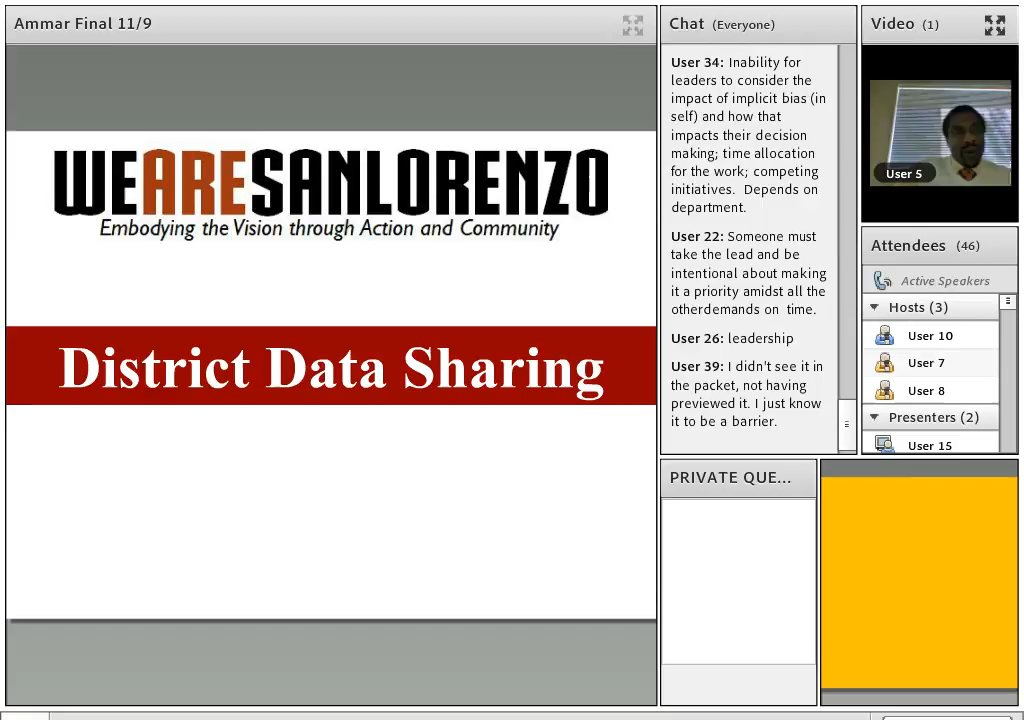 Ammar Final 11/9
WEARESANLORENZO
Embodying the Vision through Action and Community
District Data Sharing
Chat (Everyone)
User 34: Inability for
leaders to consider the
impact of implicit bias (in
self) and how that
impacts their decision
making; time allocation
for the work; competing
initiatives. Depends on
department.
User 22: Someone must
take the lead and be
intentional about making
it a priority amidst all the
otherdemands on time.
User 26: leadership
User 39: I didn't see it in
the packet, not having
previewed it. I just know
it to be a barrier.
PRIVATE QUE...
Video (1)
User 5
Attendees (46)
Active Speakers
Hosts (3)
User 10
User 7
User 8
Presenters (2)
User 15